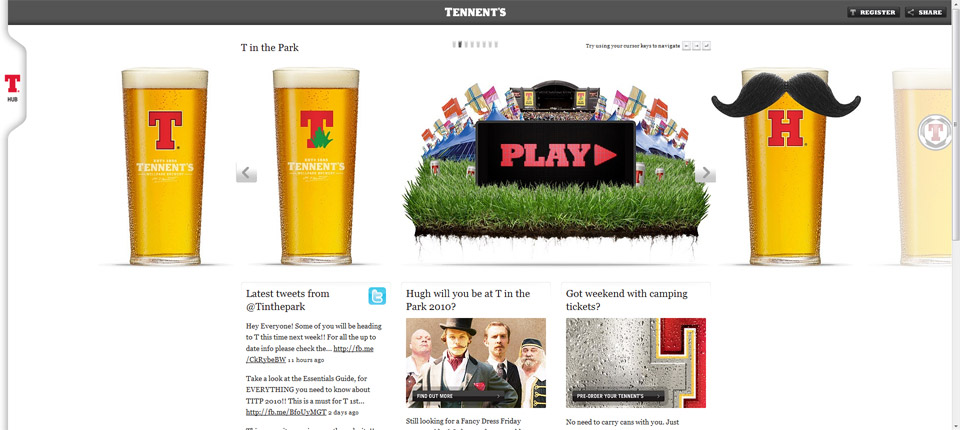 TENNENT'S
REGISTER
SHARE
T in the Park
Try using your cursor keys to navigate
T
HUB
T
TENNENT'S
T
TENNENT'S
PLAY
H
T
Latest tweets from
@Tinthepark
Hey Everyone! Some of you will be heading
to T this time next week!! For all the up to
date info please check the... http://fb.me
/CkRybeBW 11 hours ago
Take a look at the Essentials Guide, for
EVERYTHING you need to know about
TITP 2010!! This is a must for T 1st...
http://fb.me/BfoUyMGT 2 days ago
Hugh will you be at T in the
Park 2010?
FIND OUT MORE
Still looking for a Fancy Dress Friday
Got weekend with camping
tickets?
PRE-ORDER YOUR TENNENT'S
No need to carry cans with you. Just